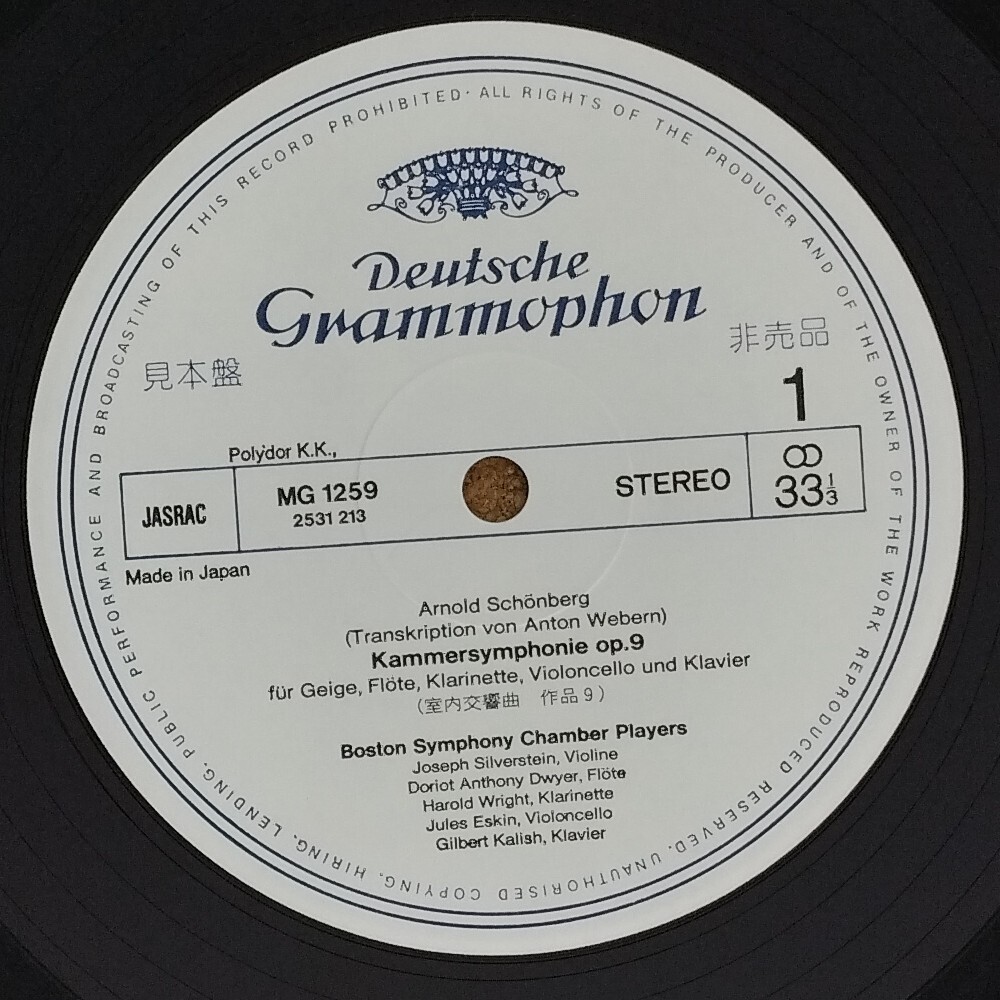 PUBLIC PERFORMANCE AND BROADCASTING OF THIS RECORD PROHIBITED · ALL RIGHTS OF THE PRODUCER AND OF THE OWNER OF THE WORK REPRODUCED RESERVED. UNAUTHORISED COPYING, HIRING, LENDING,
Deutsche
Grammophon
見本盤
非売品
1
Polydor K.K.,
JASRAC
MG 1259
2531 213
STEREO
33 1/3
Made in Japan
Arnold Schönberg
(Transkription von Anton Webern)
Kammersymphonie op.9
für Geige, Flöte, Klarinette, Violoncello und Klavier
(室内交響曲 作品9)
Boston Symphony Chamber Players
Joseph Silverstein, Violine
Doriot Anthony Dwyer, Flöte
Harold Wright, Klarinette
Jules Eskin, Violoncello
Gilbert Kalish, Klavier